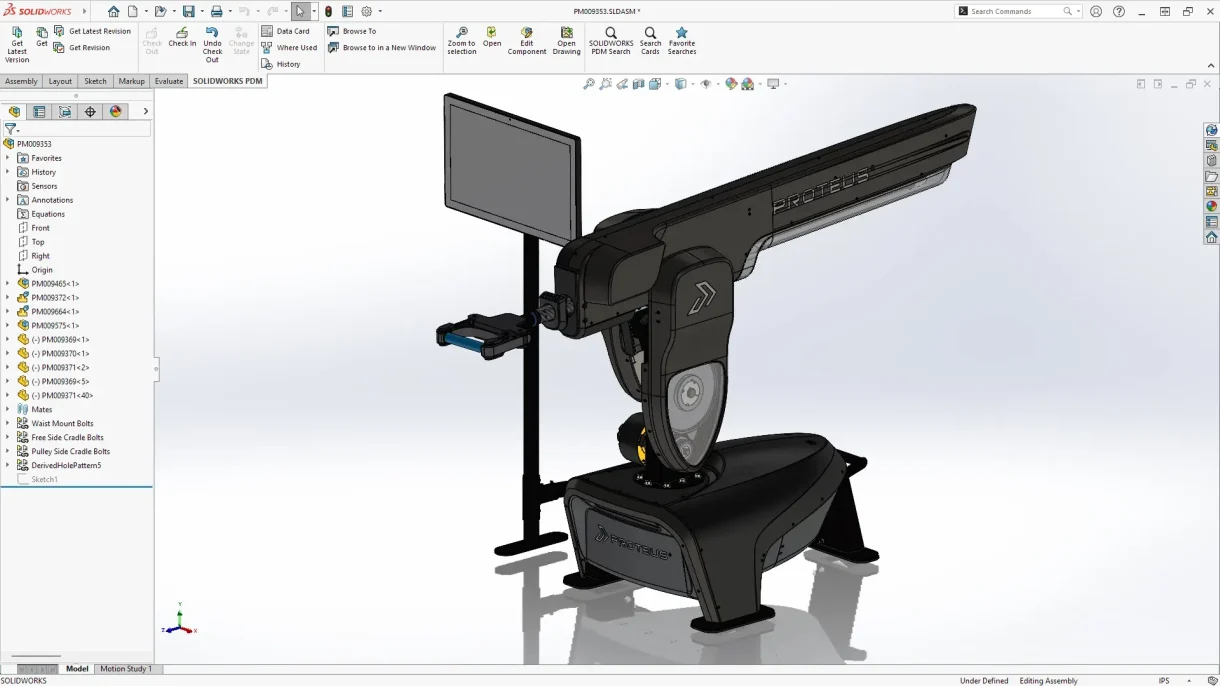 SOLIDWORKS
PM009353.SLDASM *
Search Commands
Get Latest Version
Get
Get Latest Revision
Get Revision
Check Out
Check In
Undo Check Out
Change State
Data Card
Where Used
History
Browse To
Browse to in a New Window
Zoom to selection
Open
Edit Component
Open Drawing
SOLIDWORKS PDM Search
Search Cards
Favorite Searches
Assembly
Layout
Sketch
Markup
Evaluate
SOLIDWORKS PDM
PM009353
Favorites
History
Sensors
Annotations
Equations
Front
Top
Right
Origin
PM009465<1>
PM009372<1>
PM009664<1>
PM009575<1>
(-) PM009369<1>
(-) PM009370<1>
(-) PM009371<2>
(-) PM009369<5>
(-) PM009371<40>
Mates
Waist Mount Bolts
Free Side Cradle Bolts
Pulley Side Cradle Bolts
DerivedHolePattern5
Sketch1
PROTEUS
PROTEUS
Y
Z
X
Model
Motion Study 1
SOLIDWORKS
Under Defined
Editing Assembly
IPS